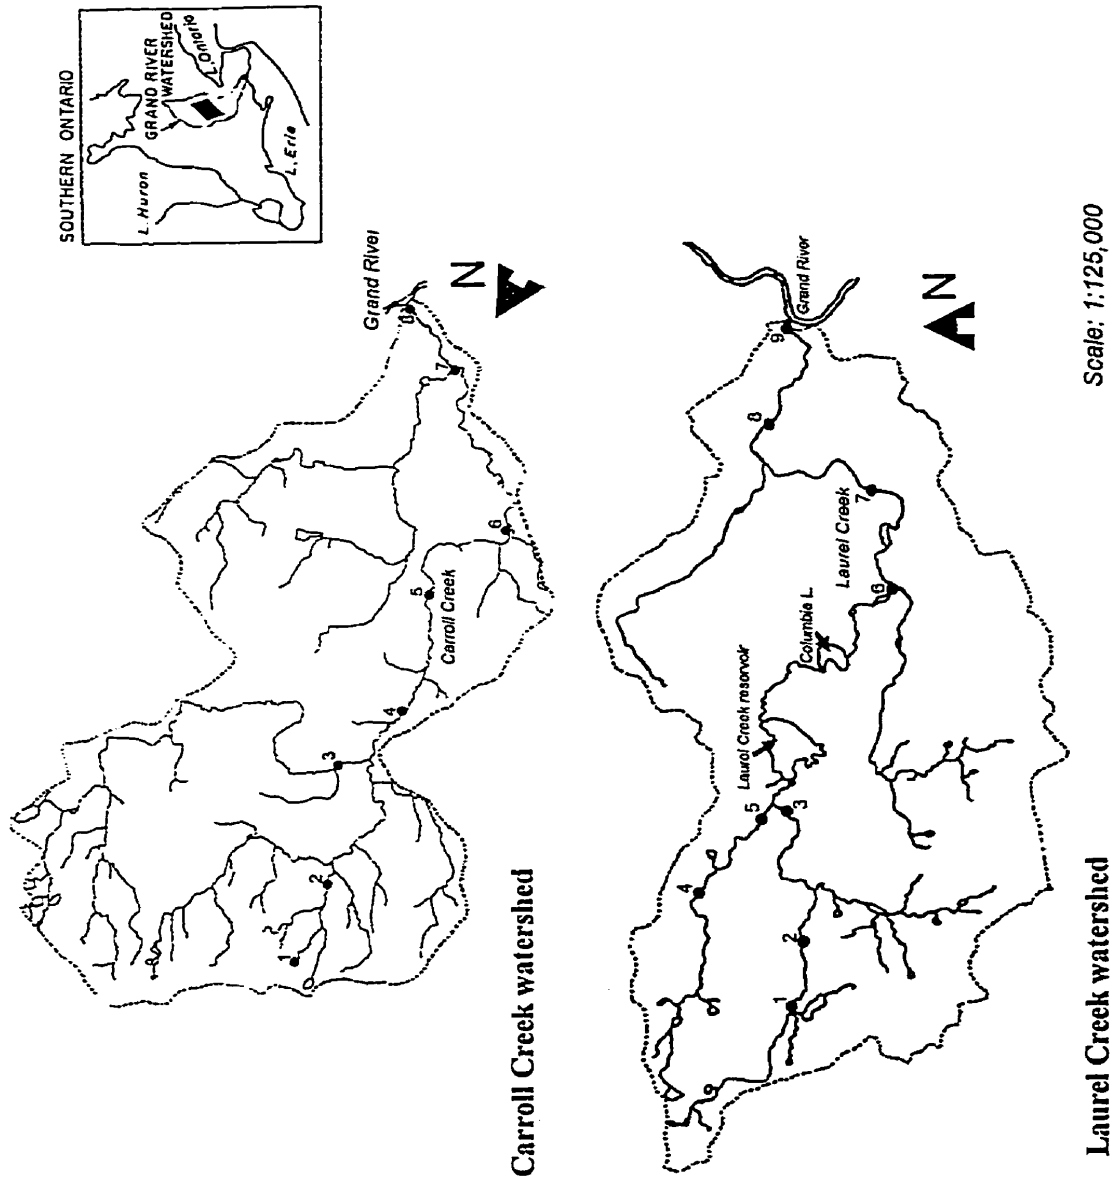 SOUTHERN ONTARIO
GRAND RIVER
WATERSHED
L. Huron
L. Ontario
L. Erie
Grand River
N
1
2
3
4
5
6
7
8
Carroll Creek
Carroll Creek watershed
Grand River
N
1
2
3
4
5
6
7
8
9
Laurel Creek reservoir
Columbia L.
Laurel Creek
Laurel Creek watershed
Scale: 1:125,000